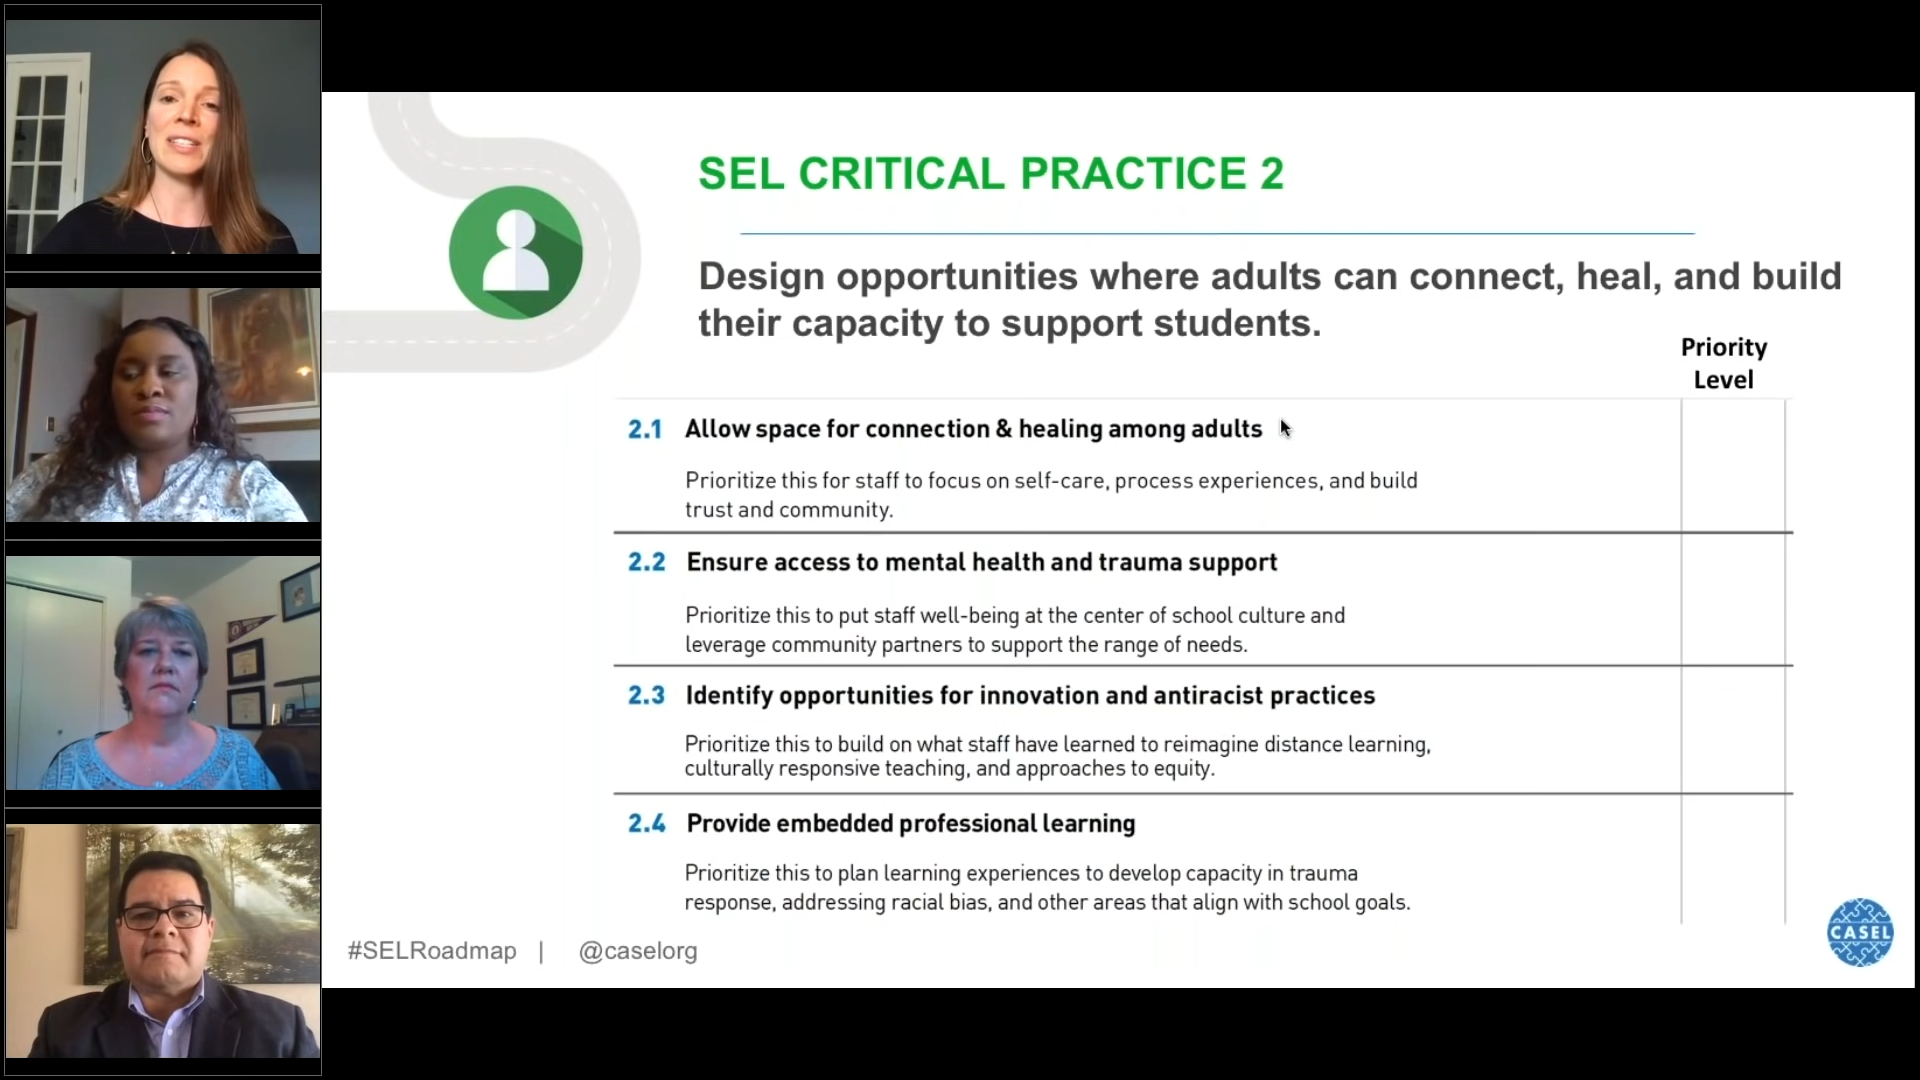 SEL CRITICAL PRACTICE 2
Design opportunities where adults can connect, heal, and build
their capacity to support students.
Priority
Level
2.1 Allow space for connection & healing among adults
Prioritize this for staff to focus on self-care, process experiences, and build
trust and community.
2.2 Ensure access to mental health and trauma support
Prioritize this to put staff well-being at the center of school culture and
leverage community partners to support the range of needs.
2.3 Identify opportunities for innovation and antiracist practices
Prioritize this to build on what staff have learned to reimagine distance learning,
culturally responsive teaching, and approaches to equity.
2.4 Provide embedded professional learning
Prioritize this to plan learning experiences to develop capacity in trauma
response, addressing racial bias, and other areas that align with school goals.
#SELRoadmap | @caselorg
CASEL